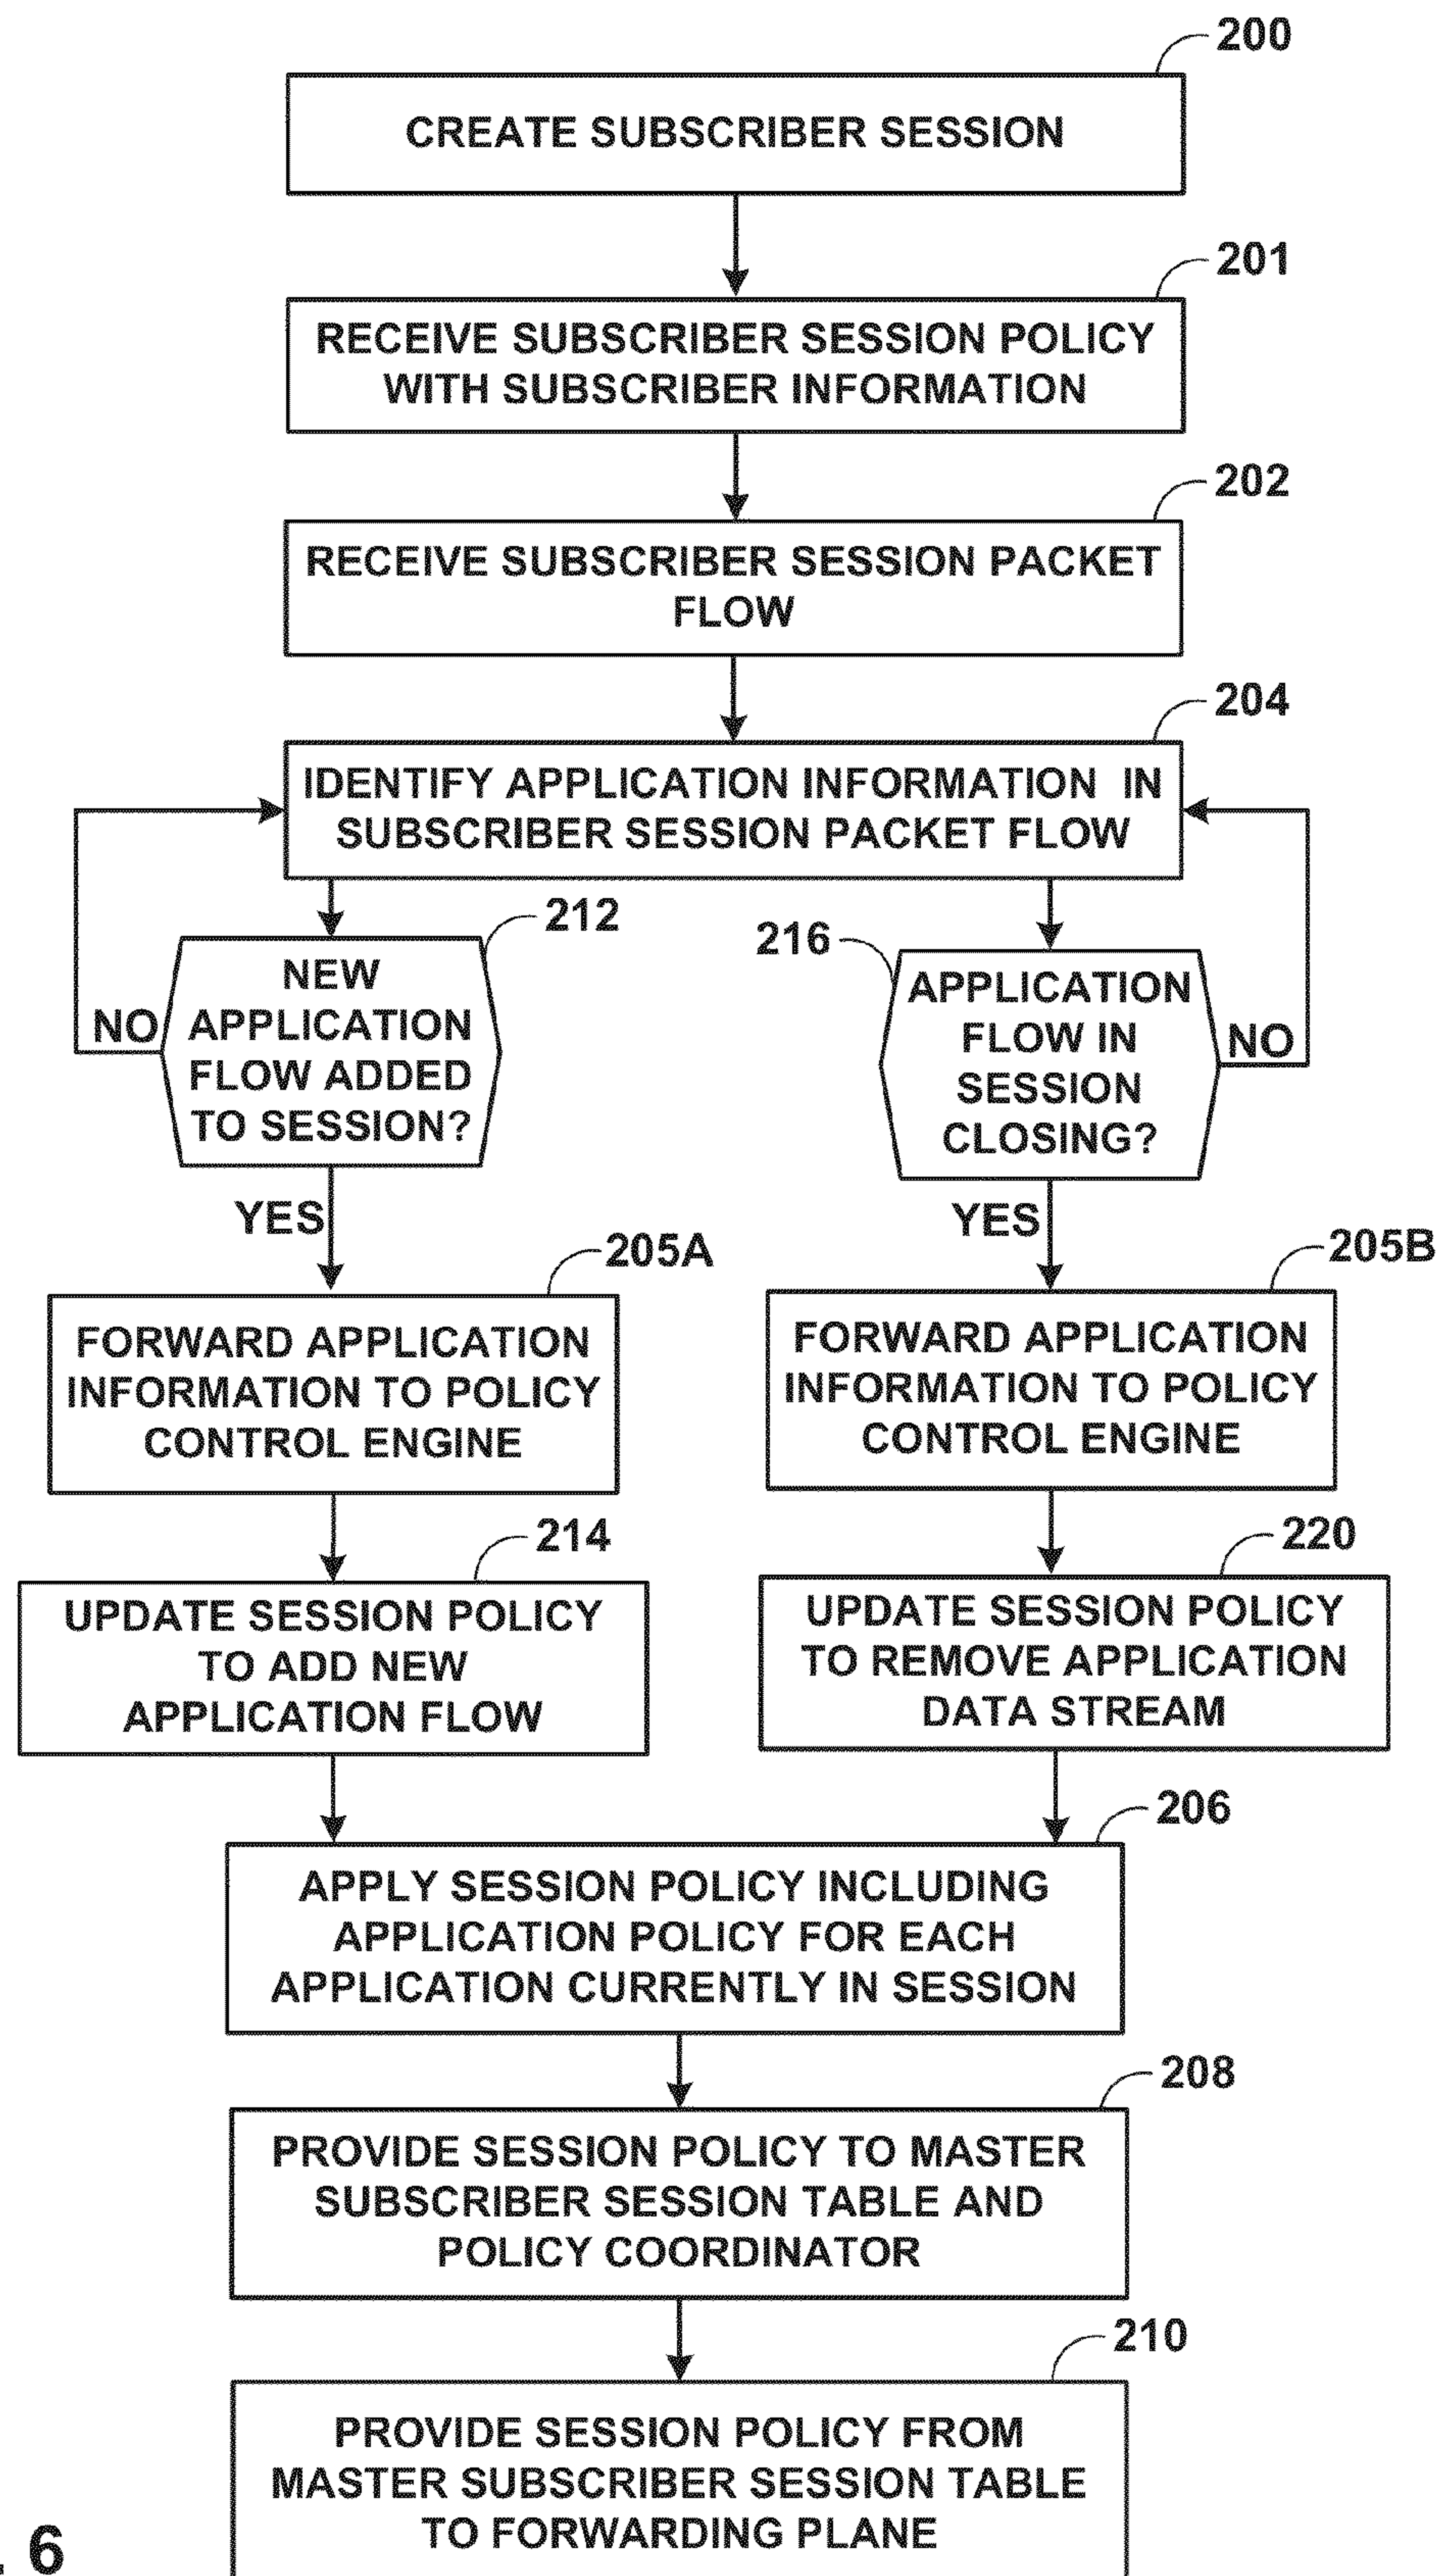 200
CREATE SUBSCRIBER SESSION
201
RECEIVE SUBSCRIBER SESSION POLICY
WITH SUBSCRIBER INFORMATION
202
RECEIVE SUBSCRIBER SESSION PACKET
FLOW
204
IDENTIFY APPLICATION INFORMATION IN
SUBSCRIBER SESSION PACKET FLOW
212
NEW
APPLICATION
FLOW ADDED
TO SESSION?
NO
YES
216
APPLICATION
FLOW IN
SESSION
CLOSING?
NO
YES
205A
FORWARD APPLICATION
INFORMATION TO POLICY
CONTROL ENGINE
205B
FORWARD APPLICATION
INFORMATION TO POLICY
CONTROL ENGINE
214
UPDATE SESSION POLICY
TO ADD NEW
APPLICATION FLOW
220
UPDATE SESSION POLICY
TO REMOVE APPLICATION
DATA STREAM
206
APPLY SESSION POLICY INCLUDING
APPLICATION POLICY FOR EACH
APPLICATION CURRENTLY IN SESSION
208
PROVIDE SESSION POLICY TO MASTER
SUBSCRIBER SESSION TABLE AND
POLICY COORDINATOR
210
PROVIDE SESSION POLICY FROM
MASTER SUBSCRIBER SESSION TABLE
TO FORWARDING PLANE
. 6